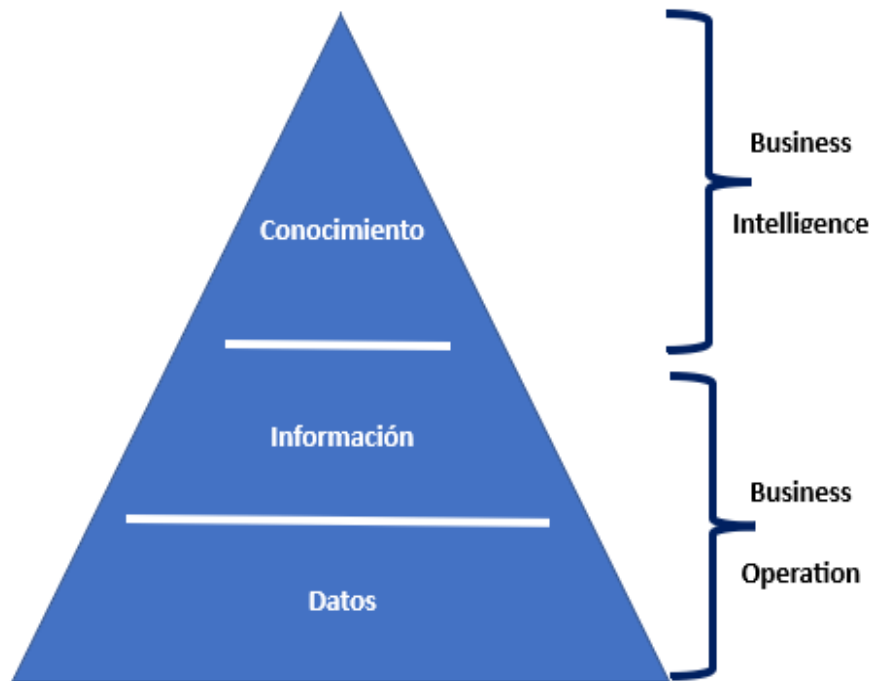 Conocimiento
Información
Datos
Business
Intelligence
Business
Operation